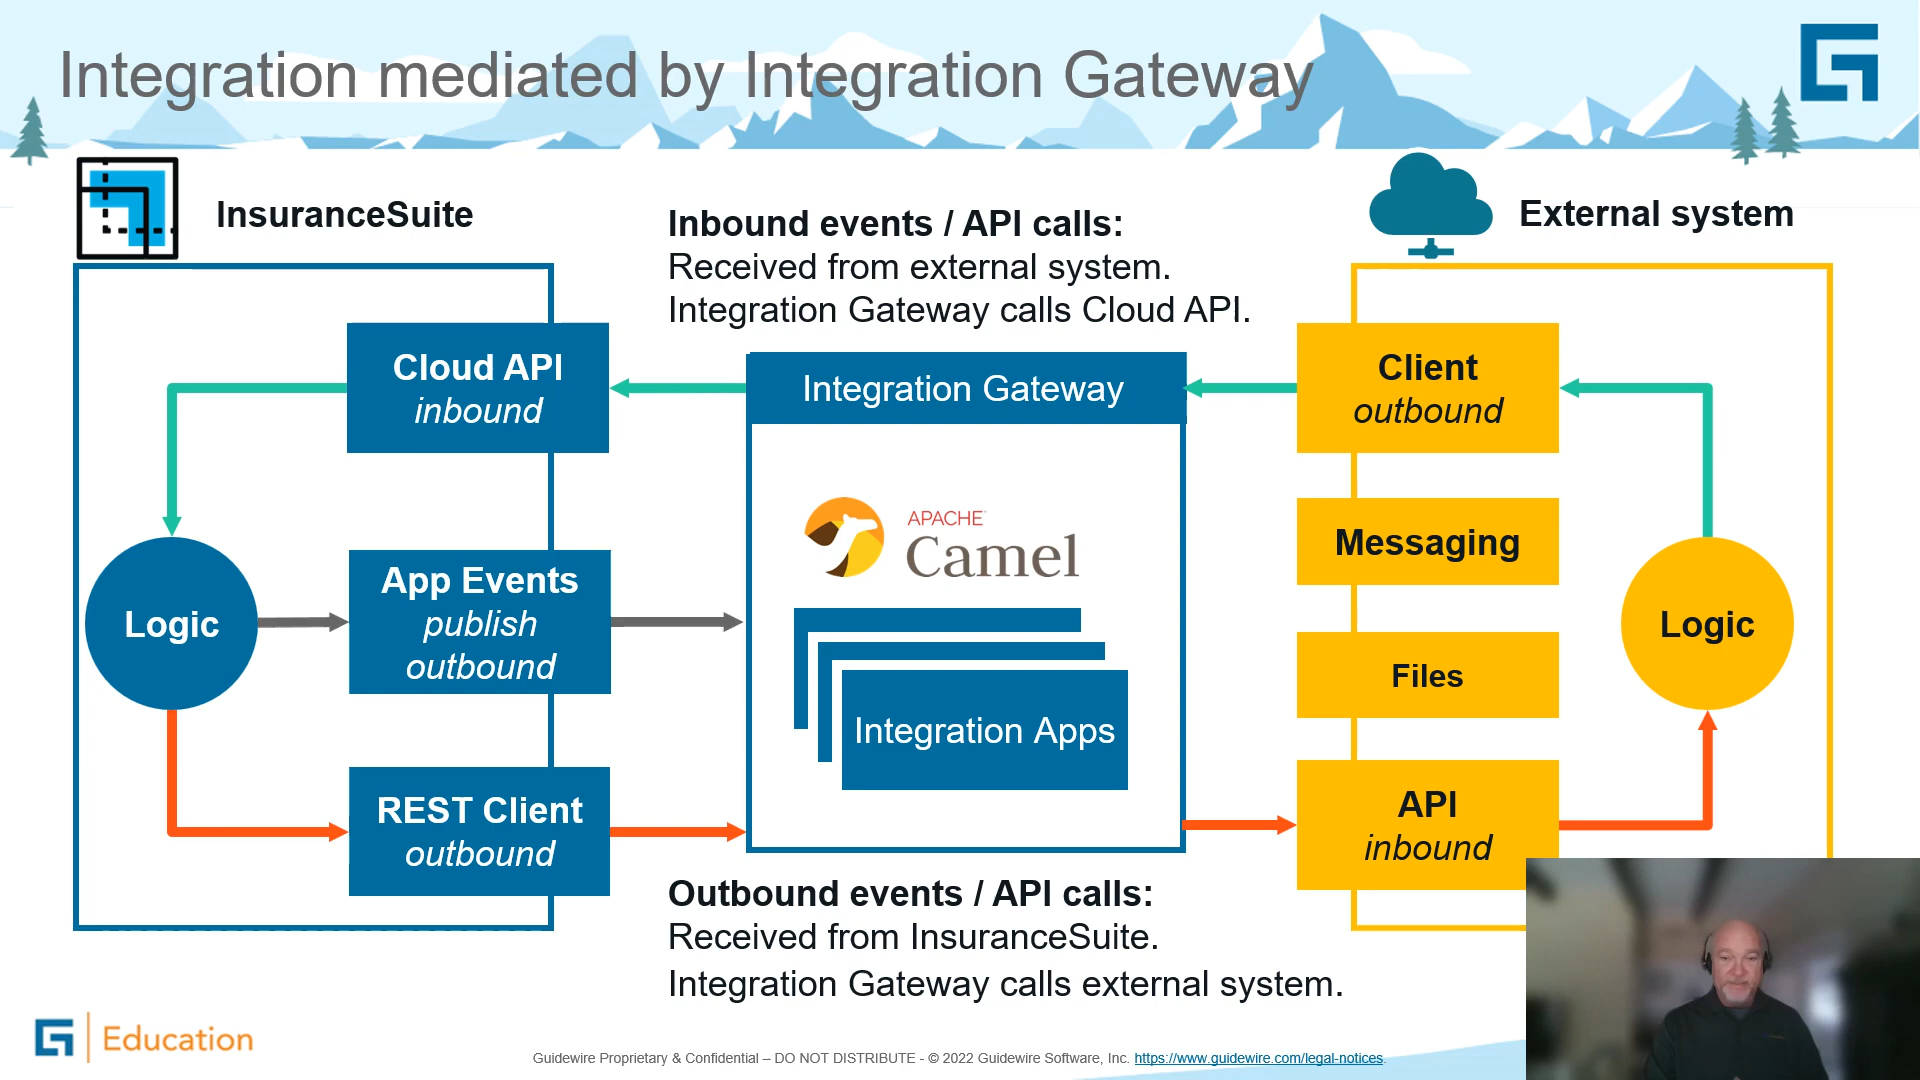 Integration mediated by Integration Gateway
InsuranceSuite
Inbound events / API calls:
Received from external system.
Integration Gateway calls Cloud API.
External system
Cloud API
inbound
Integration Gateway
Client
outbound
APACHE
Camel
Messaging
App Events
publish
outbound
Logic
Logic
Files
Integration Apps
REST Client
outbound
API
inbound
Outbound events / API calls:
Received from InsuranceSuite.
Integration Gateway calls external system.
Education
Guidewire Proprietary & Confidential – DO NOT DISTRIBUTE - © 2022 Guidewire Software, Inc. https://www.guidewire.com/legal-notices.